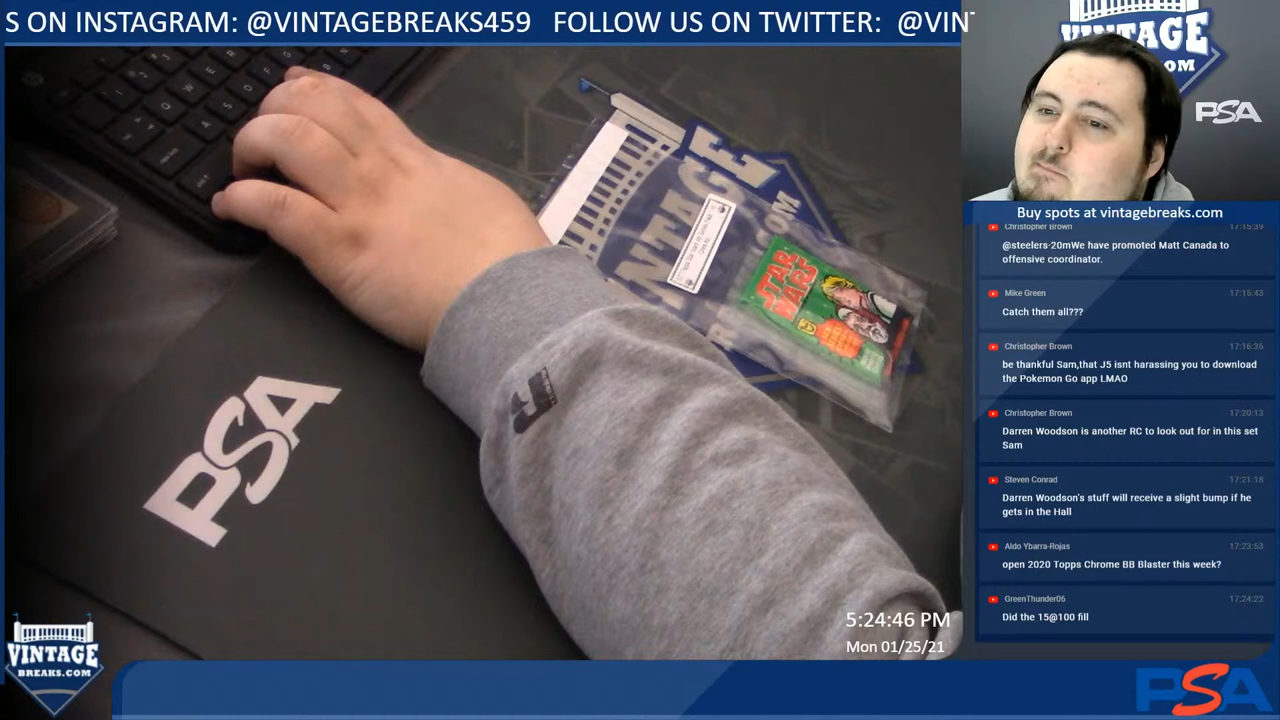 S ON INSTAGRAM: @VINTAGEBREAKS459 FOLLOW US ON TWITTER: @VIN
VINTAGE
.COM
PSA
Buy spots at vintagebreaks.com
Christopher Brown 17:15:39
@steelers-20mWe have promoted Matt Canada to
offensive coordinator.
Mike Green 17:15:43
Catch them all???
Christopher Brown 17:16:36
be thankful Sam,that J5 isnt harassing you to download
the Pokemon Go app LMAO
Christopher Brown 17:20:13
Darren Woodson is another RC to look out for in this set
Sam
Steven Conrad 17:21:18
Darren Woodson's stuff will receive a slight bump if he
gets in the Hall
Aldo Ybarra-Rojas 17:23:53
open 2020 Topps Chrome BB Blaster this week?
GreenThunder06 17:24:22
Did the 15@100 fill
VINTAGE
.COM
STAR
WARS
PSA
5:24:46 PM
Mon 01/25/21
VINTAGE
BREAKS.COM
PSA